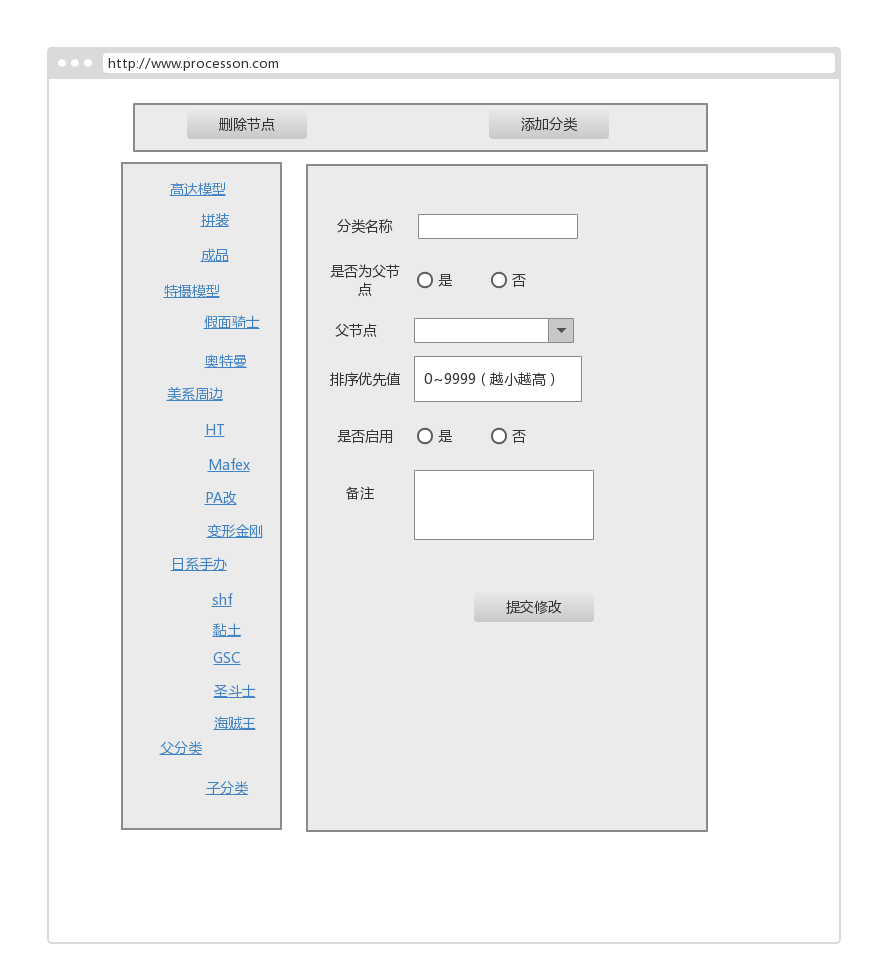 http://www.processon.com
删除节点
添加分类
高达模型
拼装
成品
特摄模型
假面骑士
奥特曼
美系周边
HT
Mafex
PA改
变形金刚
日系手办
shf
黏土
GSC
圣斗士
海贼王
父分类
子分类
分类名称
是否为父节
点
是
否
父节点
排序优先值
0~9999（越小越高）
是否启用
是
否
备注
提交修改